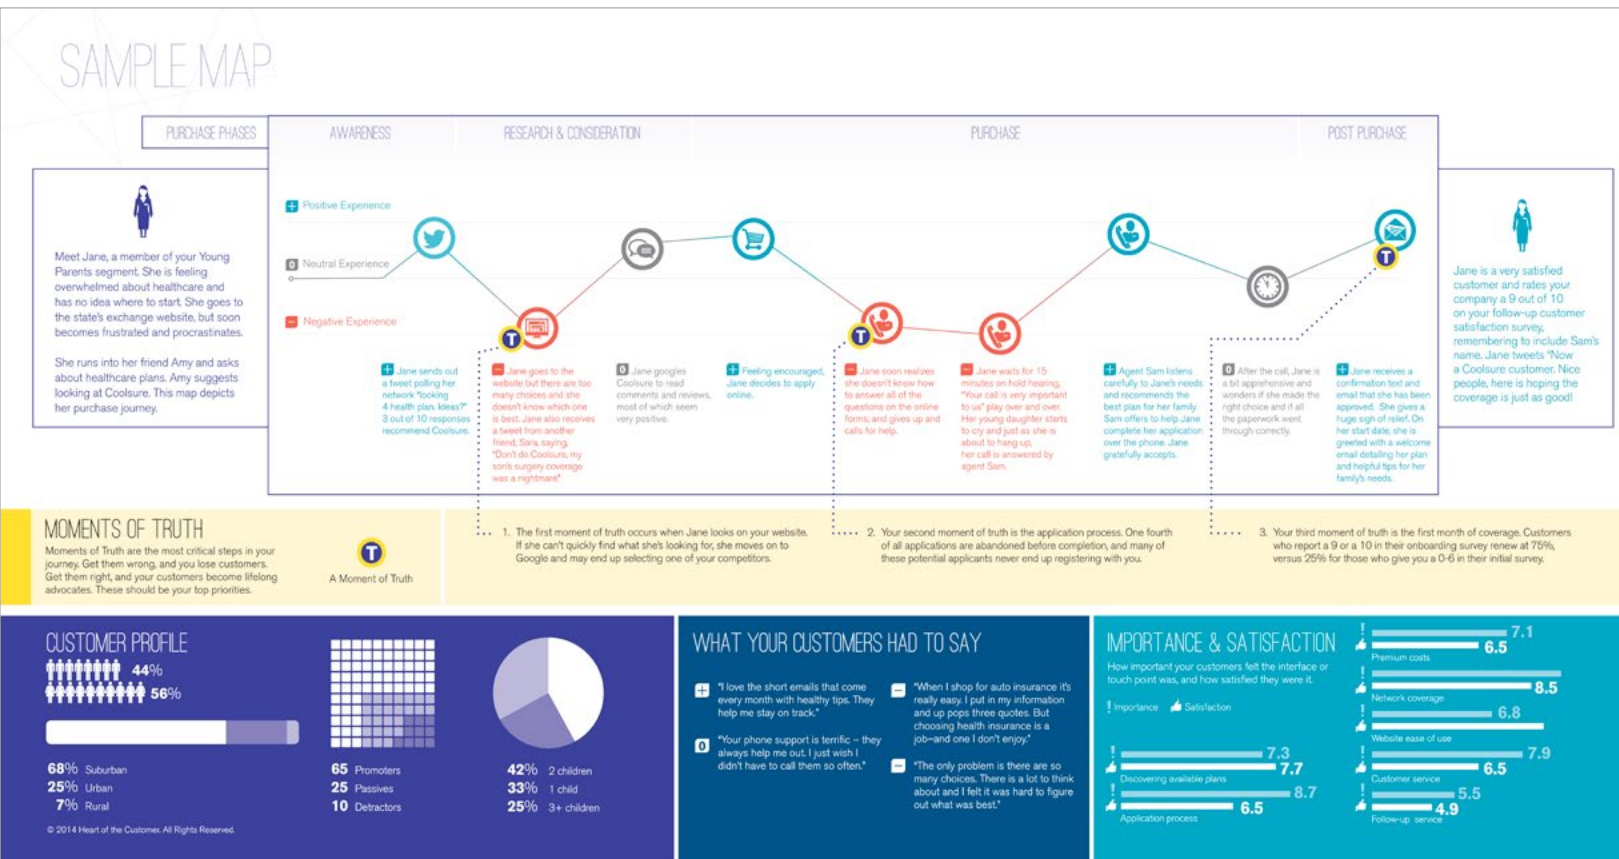 SAMPLE MAP
PURCHASE PHASES
AWARENESS
RESEARCH & CONSIDERATION
PURCHASE
POST PURCHASE
Meet Jane, a member of your Young
Parents segment. She is feeling
overwhelmed about healthcare and
has no idea where to start. She goes to
the state's exchange website, but soon
becomes frustrated and procrastinates.
She runs into her friend Amy and asks
about healthcare plans. Amy suggests
looking at Coolsure. This map depicts
her purchase journey.
+ Positive Experience
0 Neutral Experience
– Negative Experience
T
T
T
+ Jane sends out
a tweet polling her
network "looking
4 health plan. Ideas?"
3 out of 10 responses
recommend Coolsure.
– Jane goes to the
website but there are too
many choices and she
doesn't know which one
is best. Jane also receives
a tweet from another
friend, Sara, saying,
"Don't do Coolsure, my
son's surgery coverage
was a nightmare"
0 Jane googles
Coolsure to read
comments and reviews,
most of which seem
very positive.
+ Feeling encouraged,
Jane decides to apply
online.
– Jane soon realizes
she doesn't know how
to answer all of the
questions on the online
forms, and gives up and
calls for help.
– Jane waits for 15
minutes on hold hearing,
"Your call is very important
to us" play over and over.
Her young daughter starts
to cry and just as she is
about to hang up,
her call is answered by
agent Sam.
+ Agent Sam listens
carefully to Jane's needs
and recommends the
best plan for her family.
Sam offers to help Jane
complete her application
over the phone. Jane
gratefully accepts.
0 After the call, Jane is
a bit apprehensive and
wonders if she made the
right choice and if all
the paperwork went
through correctly.
+ Jane receives a
confirmation text and
email that she has been
approved. She gives a
huge sigh of relief. On
her start date, she is
greeted with a welcome
email detailing her plan
and helpful tips for her
family's needs.
Jane is a very satisfied
customer and rates your
company a 9 out of 10
on your follow-up customer
satisfaction survey,
remembering to include Sam's
name. Jane tweets "Now
a Coolsure customer. Nice
people, here is hoping the
coverage is just as good!
MOMENTS OF TRUTH
Moments of Truth are the most critical steps in your
journey. Get them wrong, and you lose customers.
Get them right, and your customers become lifelong
advocates. These should be your top priorities.
T
A Moment of Truth
1. The first moment of truth occurs when Jane looks on your website.
If she can't quickly find what she's looking for, she moves on to
Google and may end up selecting one of your competitors.
2. Your second moment of truth is the application process. One fourth
of all applications are abandoned before completion, and many of
these potential applicants never end up registering with you.
3. Your third moment of truth is the first month of coverage. Customers
who report a 9 or a 10 in their onboarding survey renew at 75%,
versus 25% for those who give you a 0-6 in their initial survey.
CUSTOMER PROFILE
44%
56%
68% Suburban
25% Urban
7% Rural
65 Promoters
25 Passives
10 Detractors
42% 2 children
33% 1 child
25% 3+ children
© 2014 Heart of the Customer. All Rights Reserved.
WHAT YOUR CUSTOMERS HAD TO SAY
+ "I love the short emails that come
every month with healthy tips. They
help me stay on track."
0 "Your phone support is terrific – they
always help me out. I just wish I
didn't have to call them so often."
– "When I shop for auto insurance it's
really easy. I put in my information
and up pops three quotes. But
choosing health insurance is a
job—and one I don't enjoy."
– "The only problem is there are so
many choices. There is a lot to think
about and I felt it was hard to figure
out what was best."
IMPORTANCE & SATISFACTION
How important your customers felt the interface or
touch point was, and how satisfied they were it.
! Importance
Satisfaction
! 7.3
7.7
Discovering available plans
! 8.7
6.5
Application process
! 7.1
6.5
Premium costs
!
8.5
Network coverage
! 6.8
Website ease of use
! 7.9
6.5
Customer service
! 5.5
4.9
Follow-up service